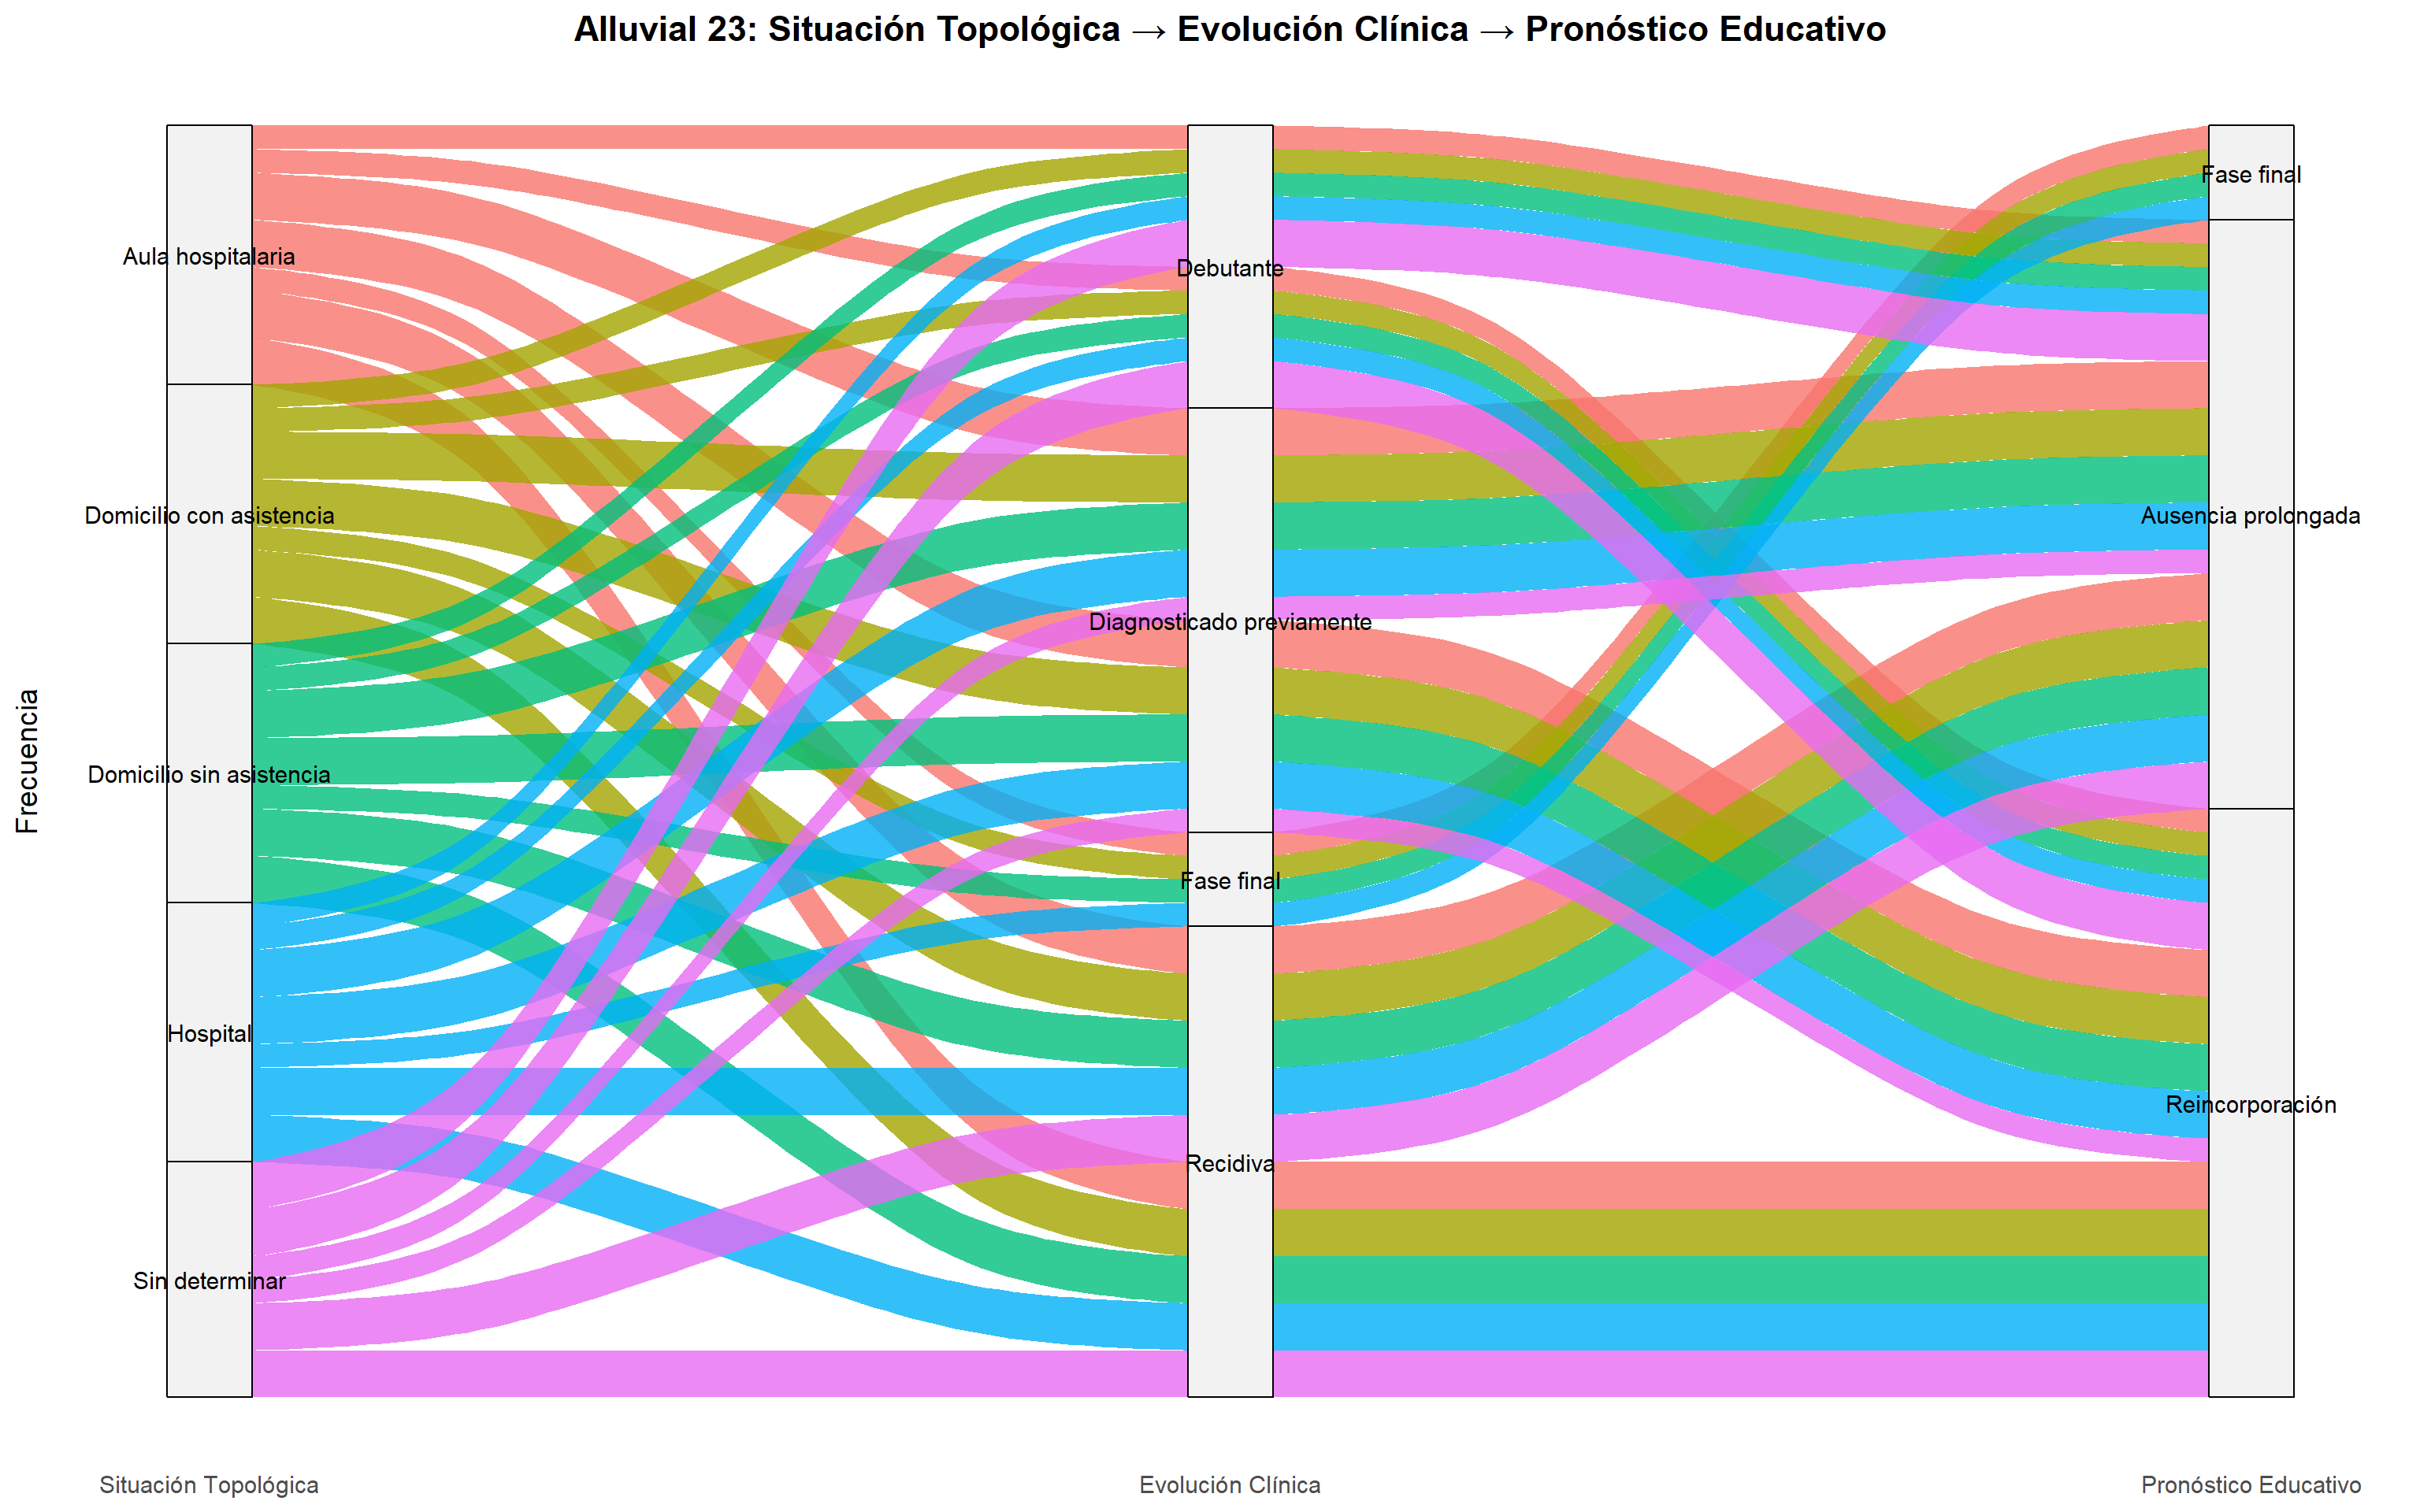 Alluvial 23: Situación Topológica → Evolución Clínica → Pronóstico Educativo
Frecuencia
Aula hospitalaria
Domicilio con asistencia
Domicilio sin asistencia
Hospital
Sin determinar
Debutante
Diagnosticado previamente
Fase final
Recidiva
Fase final
Ausencia prolongada
Reincorporación
Situación Topológica
Evolución Clínica
Pronóstico Educativo